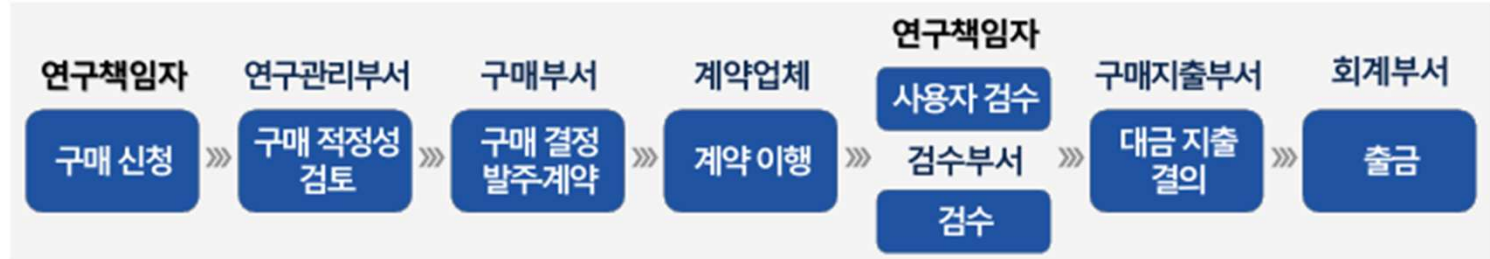 연구책임자
구매 신청
연구관리부서
구매 적정성
검토
구매부서
구매 결정
발주·계약
계약업체
계약 이행
연구책임자
사용자 검수
검수부서
검수
구매지출부서
대금 지출
결의
회계부서
출금